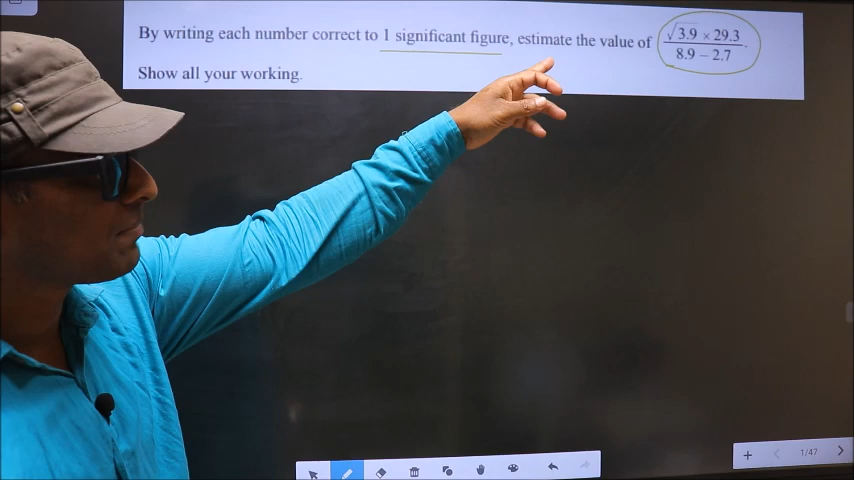 By writing each number correct to 1 significant figure, estimate the value of √3.9 × 29.3 / 8.9 − 2.7.
Show all your working.
1/47